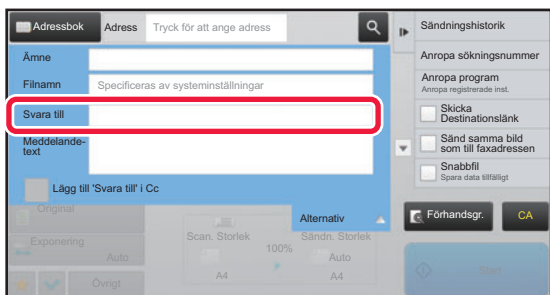 Adressbok
Adress
Tryck för att ange adress
Ämne
Filnamn
Specificeras av systeminställningar
Svara till
Meddelande-
text
Lägg till 'Svara till' i
Cc
Original
Alternativ
Exponering
Auto
Scan. Storlek
100%
Sändn. Storlek
Auto
A4
A4
Övrigt
Sändningshistorik
Anropa sökningsnummer
Anropa program
Anropa registrerade inst.
Skicka
Destinationslänk
Sänd samma bild
som till faxadressen
Snabbfil
Spara data tillfälligt
Förhandsgr.
CA
Start